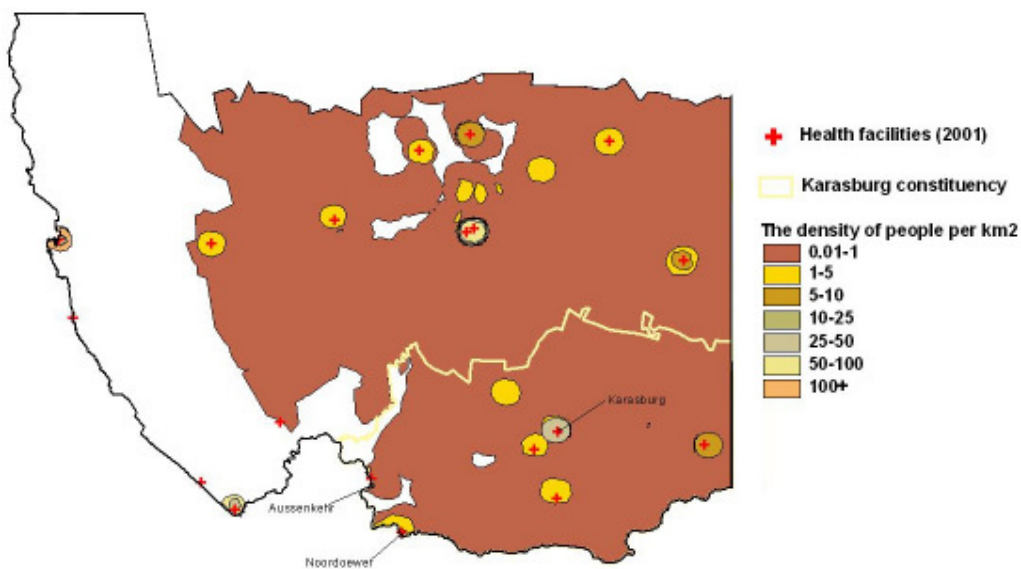 Health facilities (2001)
Karasburg constituency
The density of people per km2
0.01-1
1-5
5-10
10-25
25-50
50-100
100+
Karasburg
Aussenkehr
Noordoewer